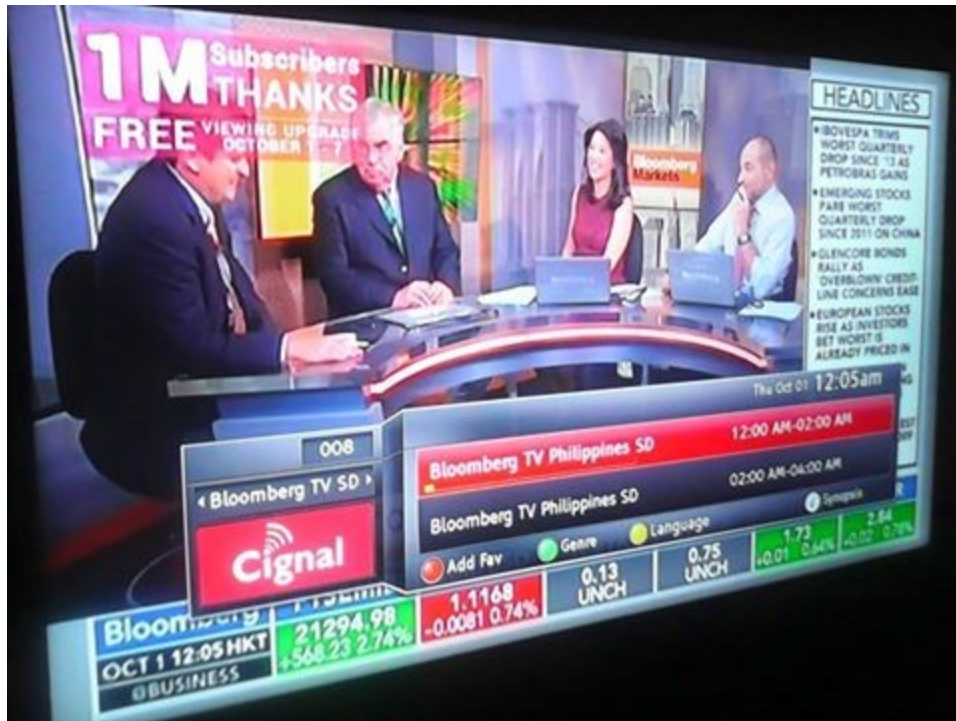 1M Subscribers
THANKS
FREE VIEWING UPGRADE
OCTOBER 1 - 7
Bloomberg
Markets
HEADLINES
IBOVESPA TRIMS
WORST QUARTERLY
DROP SINCE '13 AS
PETROBRAS GAINS
EMERGING STOCKS
PARE WORST
QUARTERLY DROP
SINCE 2011 ON CHINA
GLENCORE BONDS
RALLY AS
'OVERBLOWN' CREDIT-
LINE CONCERNS EASE
EUROPEAN STOCKS
RISE AS INVESTORS
BET WORST IS
ALREADY PRICED IN
Thu Oct 01 12:05am
008
Bloomberg TV SD
Cignal
Bloomberg TV Philippines SD 12:00 AM-02:00 AM
Bloomberg TV Philippines SD 02:00 AM-04:00 AM
Add Fav Genre Language Synopsis
Bloomberg
OCT 1 12:05 HKT
@BUSINESS
21294.98
+568.23 2.74%
1.1168
-0.0081 0.74%
0.13
UNCH
0.75
UNCH
1.73
+0.01 0.64%
2.84
+0.02 0.78%